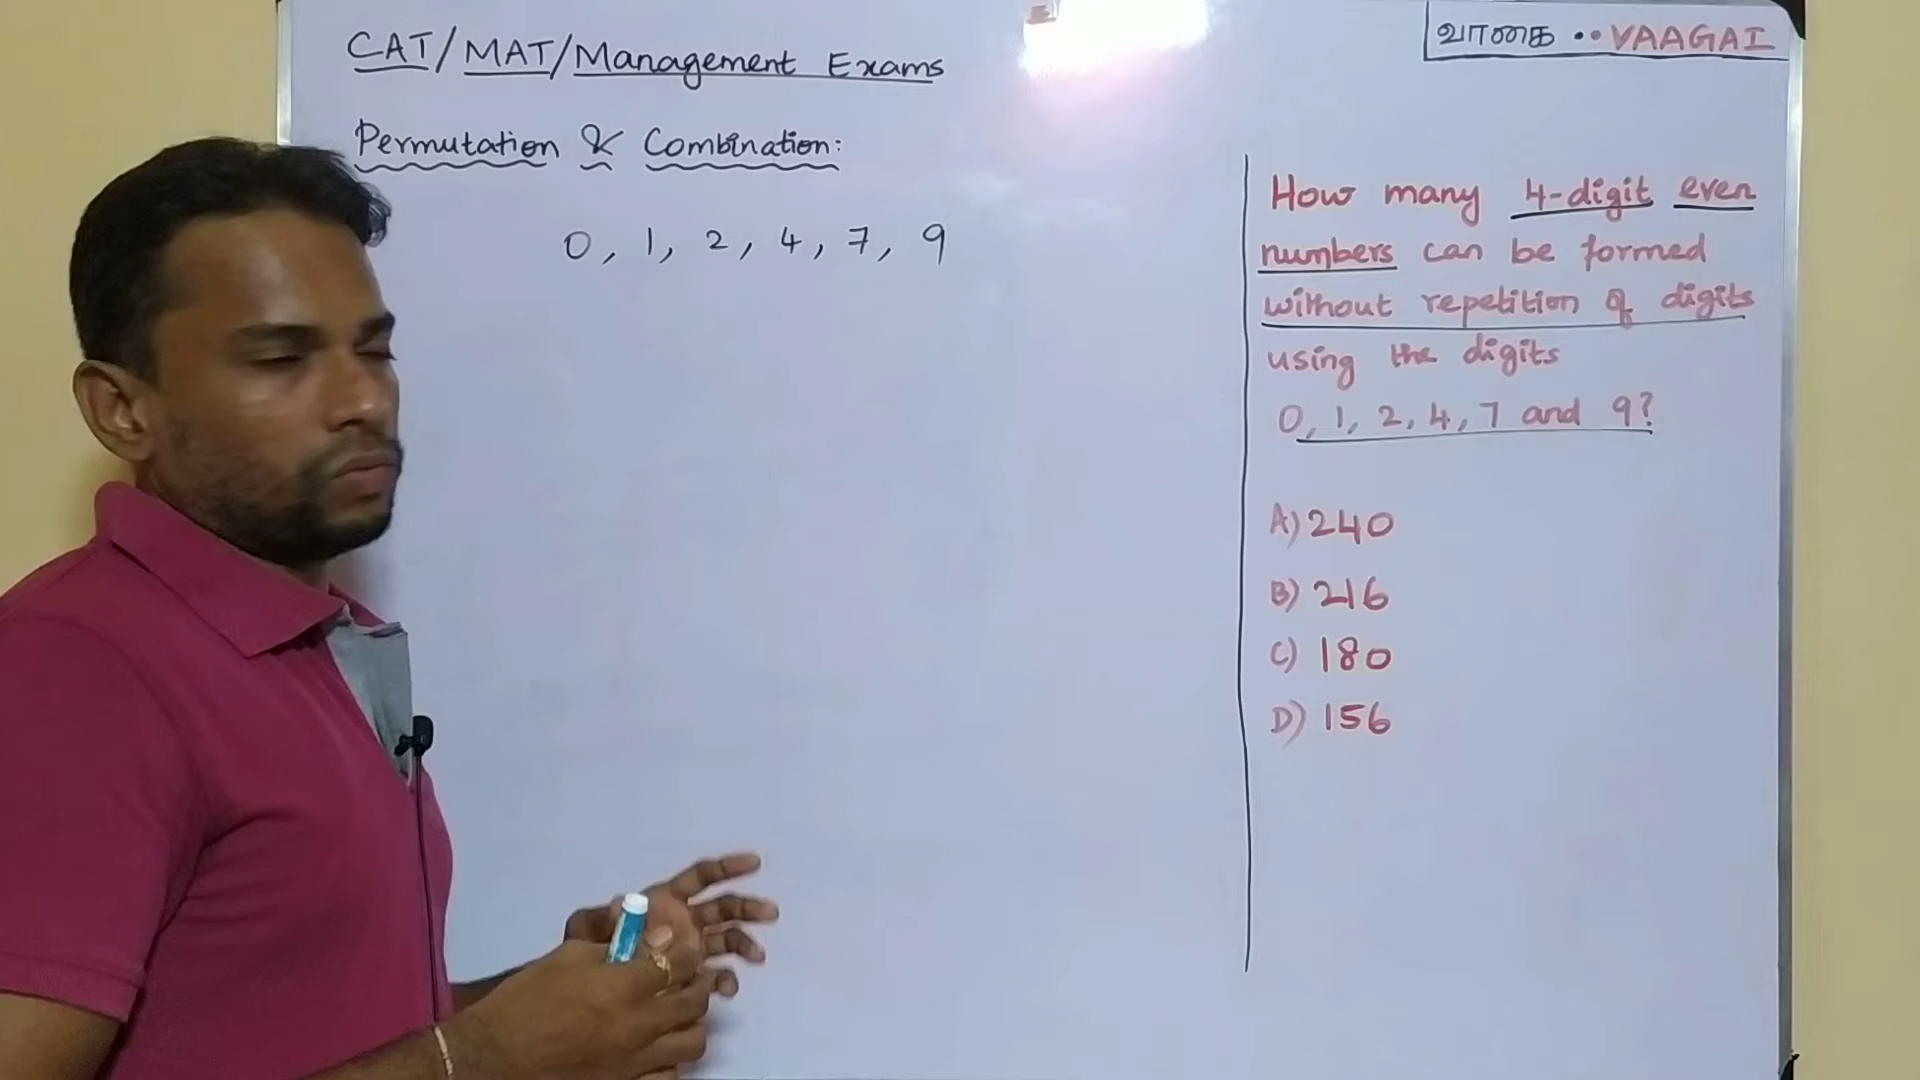 CAT/MAT/Management Exams
வாகை..VAAGAI
Permutation & Combination:
0, 1, 2, 4, 7, 9
How many 4-digit even
numbers can be formed
without repetition of digits
using the digits
0, 1, 2, 4, 7 and 9?
A) 240
B) 216
C) 180
D) 156